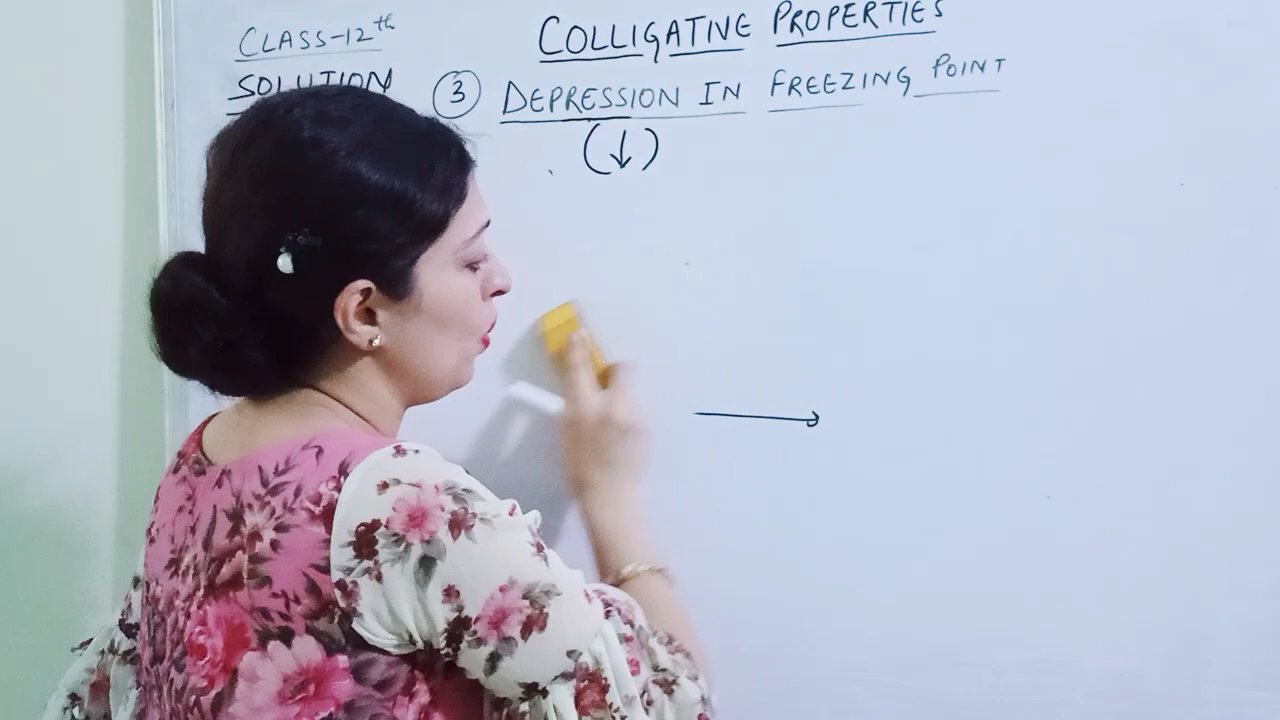 CLASS-12th
COLLIGATIVE PROPERTIES
SOLUTION
3 DEPRESSION IN FREEZING POINT
(↓)